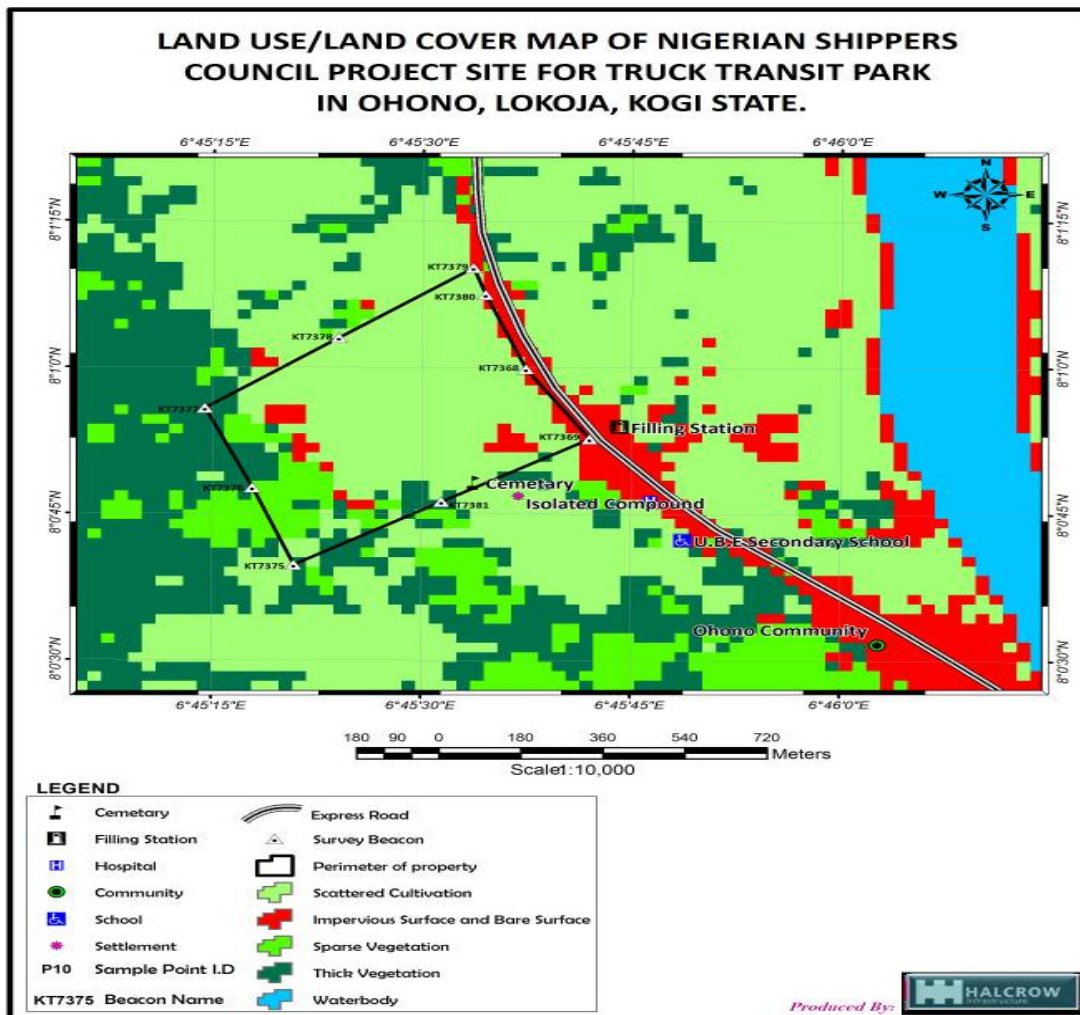 LAND USE/LAND COVER MAP OF NIGERIAN SHIPPERS
COUNCIL PROJECT SITE FOR TRUCK TRANSIT PARK
IN OHONO, LOKOJA, KOGI STATE.
6°45'15"E 6°45'30"E 6°45'45"E 6°46'0"E
N
W E
S
8°1'15"N 8°1'15"N
KT7379
KT7380
KT7378
8°1'0"N 8°1'0"N
KT7368
KT7377
Filling Station
KT7369
Cemetary
KT7376
Isolated Compound
KT7381
8°0'45"N 8°0'45"N
U.B.E Secondary School
KT7375
Ohono Community
8°0'30"N 8°0'30"N
6°45'15"E 6°45'30"E 6°45'45"E 6°46'0"E
180 90 0 180 360 540 720
Meters
Scale1:10,000
LEGEND
Cemetary
Filling Station
H Hospital
Community
School
Settlement
P10 Sample Point I.D
KT7375 Beacon Name
Express Road
Survey Beacon
Perimeter of property
Scattered Cultivation
Impervious Surface and Bare Surface
Sparse Vegetation
Thick Vegetation
Waterbody
Produced By:
HALCROW
Infrastructure